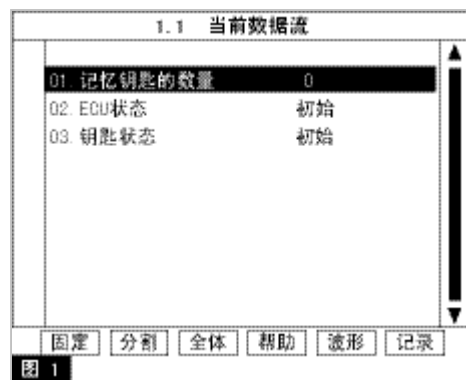 1.1 当前数据流
01. 记忆钥匙的数量 0
02. ECU状态 初始
03. 钥匙状态 初始
固定 分割 全体 帮助 波形 记录
图 1